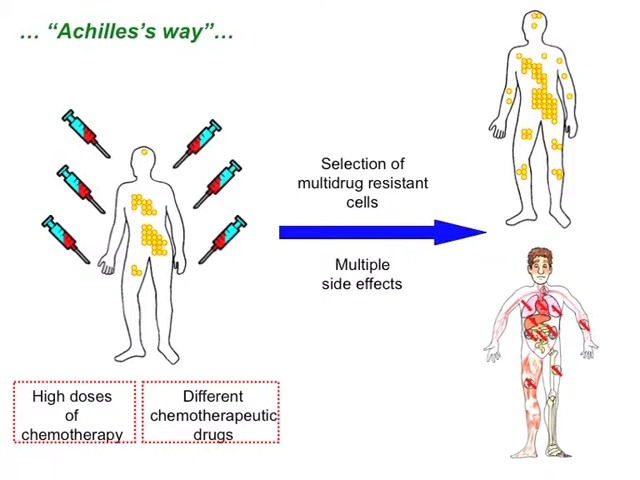 … “Achilles’s way”…
Selection of
multidrug resistant
cells
Multiple
side effects
High doses
of
chemotherapy
Different
chemotherapeutic
drugs